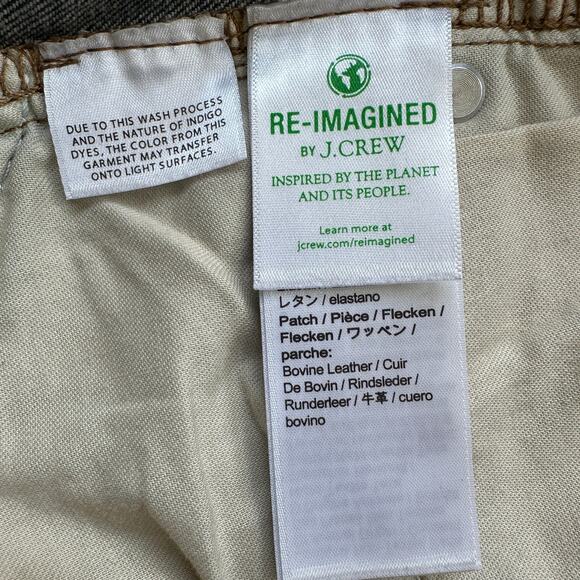 DUE TO THIS WASH PROCESS
AND THE NATURE OF INDIGO
DYES, THE COLOR FROM THIS
GARMENT MAY TRANSFER
ONTO LIGHT SURFACES.
RE-IMAGINED
BY J.CREW
INSPIRED BY THE PLANET
AND ITS PEOPLE.
Learn more at
jcrew.com/reimagined
レタン / elastano
Patch / Pièce / Flecken /
Flecken / ワッペン /
parche:
Bovine Leather / Cuir
De Bovin / Rindsleder /
Runderleer / 牛革 / cuero
bovino